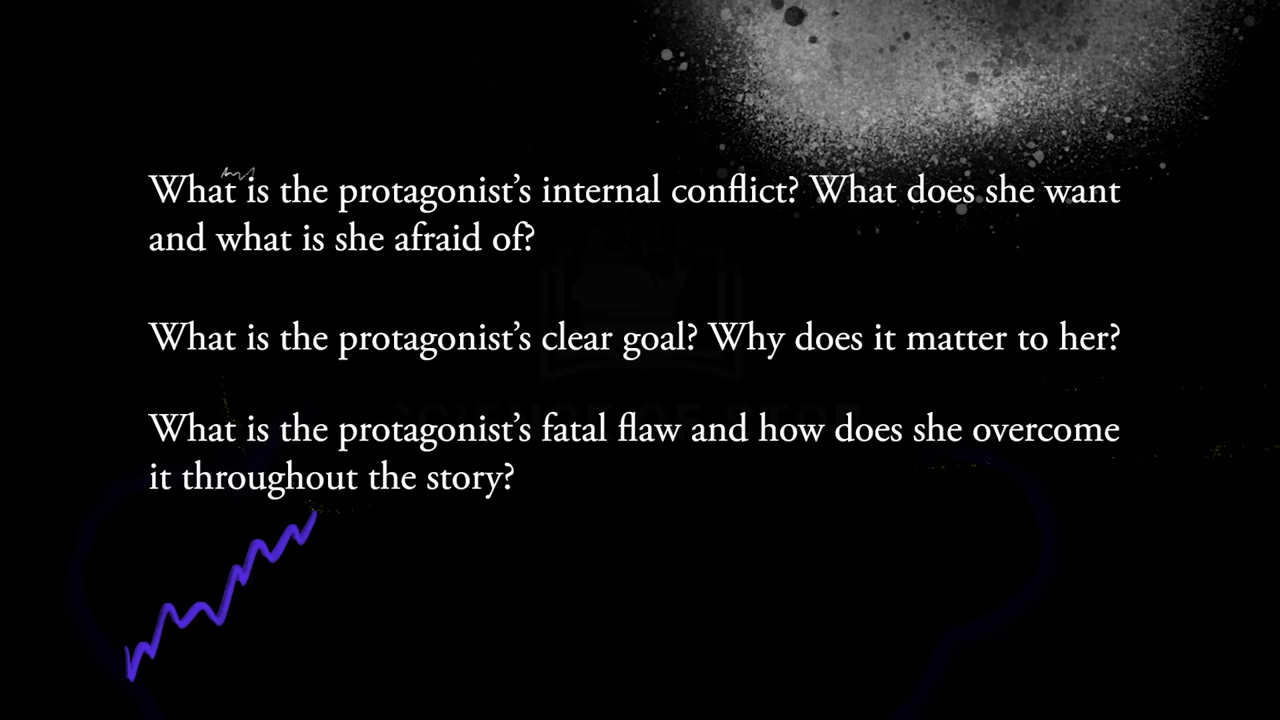 What is the protagonist’s internal conflict? What does she want
and what is she afraid of?
What is the protagonist’s clear goal? Why does it matter to her?
What is the protagonist’s fatal flaw and how does she overcome
it throughout the story?